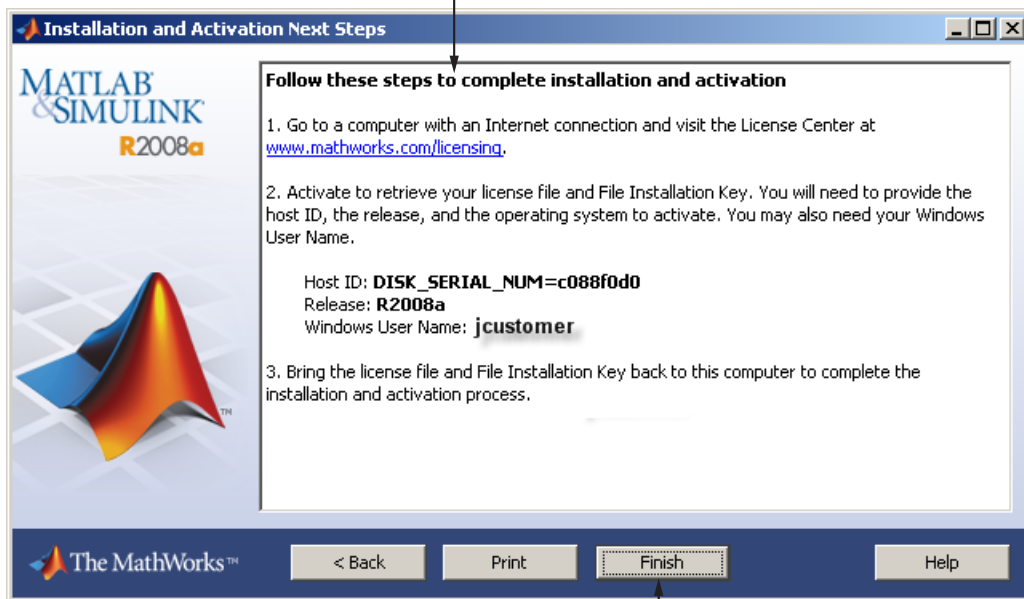 Installation and Activation Next Steps
MATLAB®
&SIMULINK®
R2008a
Follow these steps to complete installation and activation
1. Go to a computer with an Internet connection and visit the License Center at
www.mathworks.com/licensing.
2. Activate to retrieve your license file and File Installation Key. You will need to provide the
host ID, the release, and the operating system to activate. You may also need your Windows
User Name.
Host ID: DISK_SERIAL_NUM=c088f0d0
Release: R2008a
Windows User Name: jcustomer
3. Bring the license file and File Installation Key back to this computer to complete the
installation and activation process.
TM
The MathWorks™
< Back
Print
Finish
Help